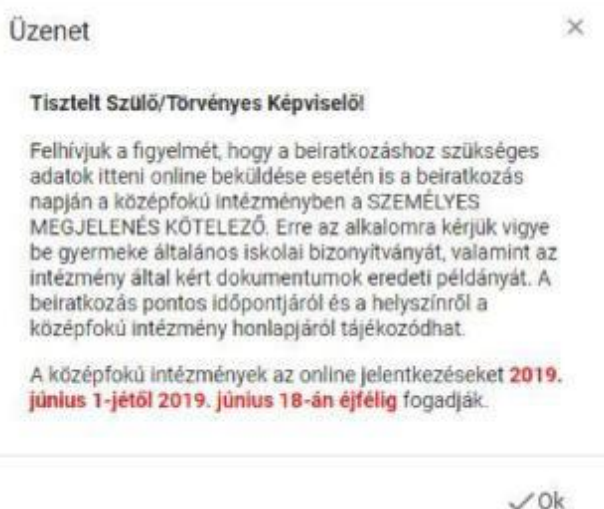 Üzenet
Tisztelt Szülő/Törvényes Képviselő!
Felhívjuk a figyelmét, hogy a beiratkozáshoz szükséges
adatok itteni online beküldése esetén is a beiratkozás
napján a középfokú intézményben a SZEMÉLYES
MEGJELENÉS KÖTELEZŐ. Erre az alkalomra kérjük vigye
be gyermeke általános iskolai bizonyítványát, valamint az
intézmény által kért dokumentumok eredeti példányát. A
beiratkozás pontos időpontjáról és a helyszínről a
középfokú intézmény honlapjáról tájékozódhat.
A középfokú intézmények az online jelentkezéseket 2019.
június 1-jétől 2019. június 18-án éjfélig fogadják.
Ok